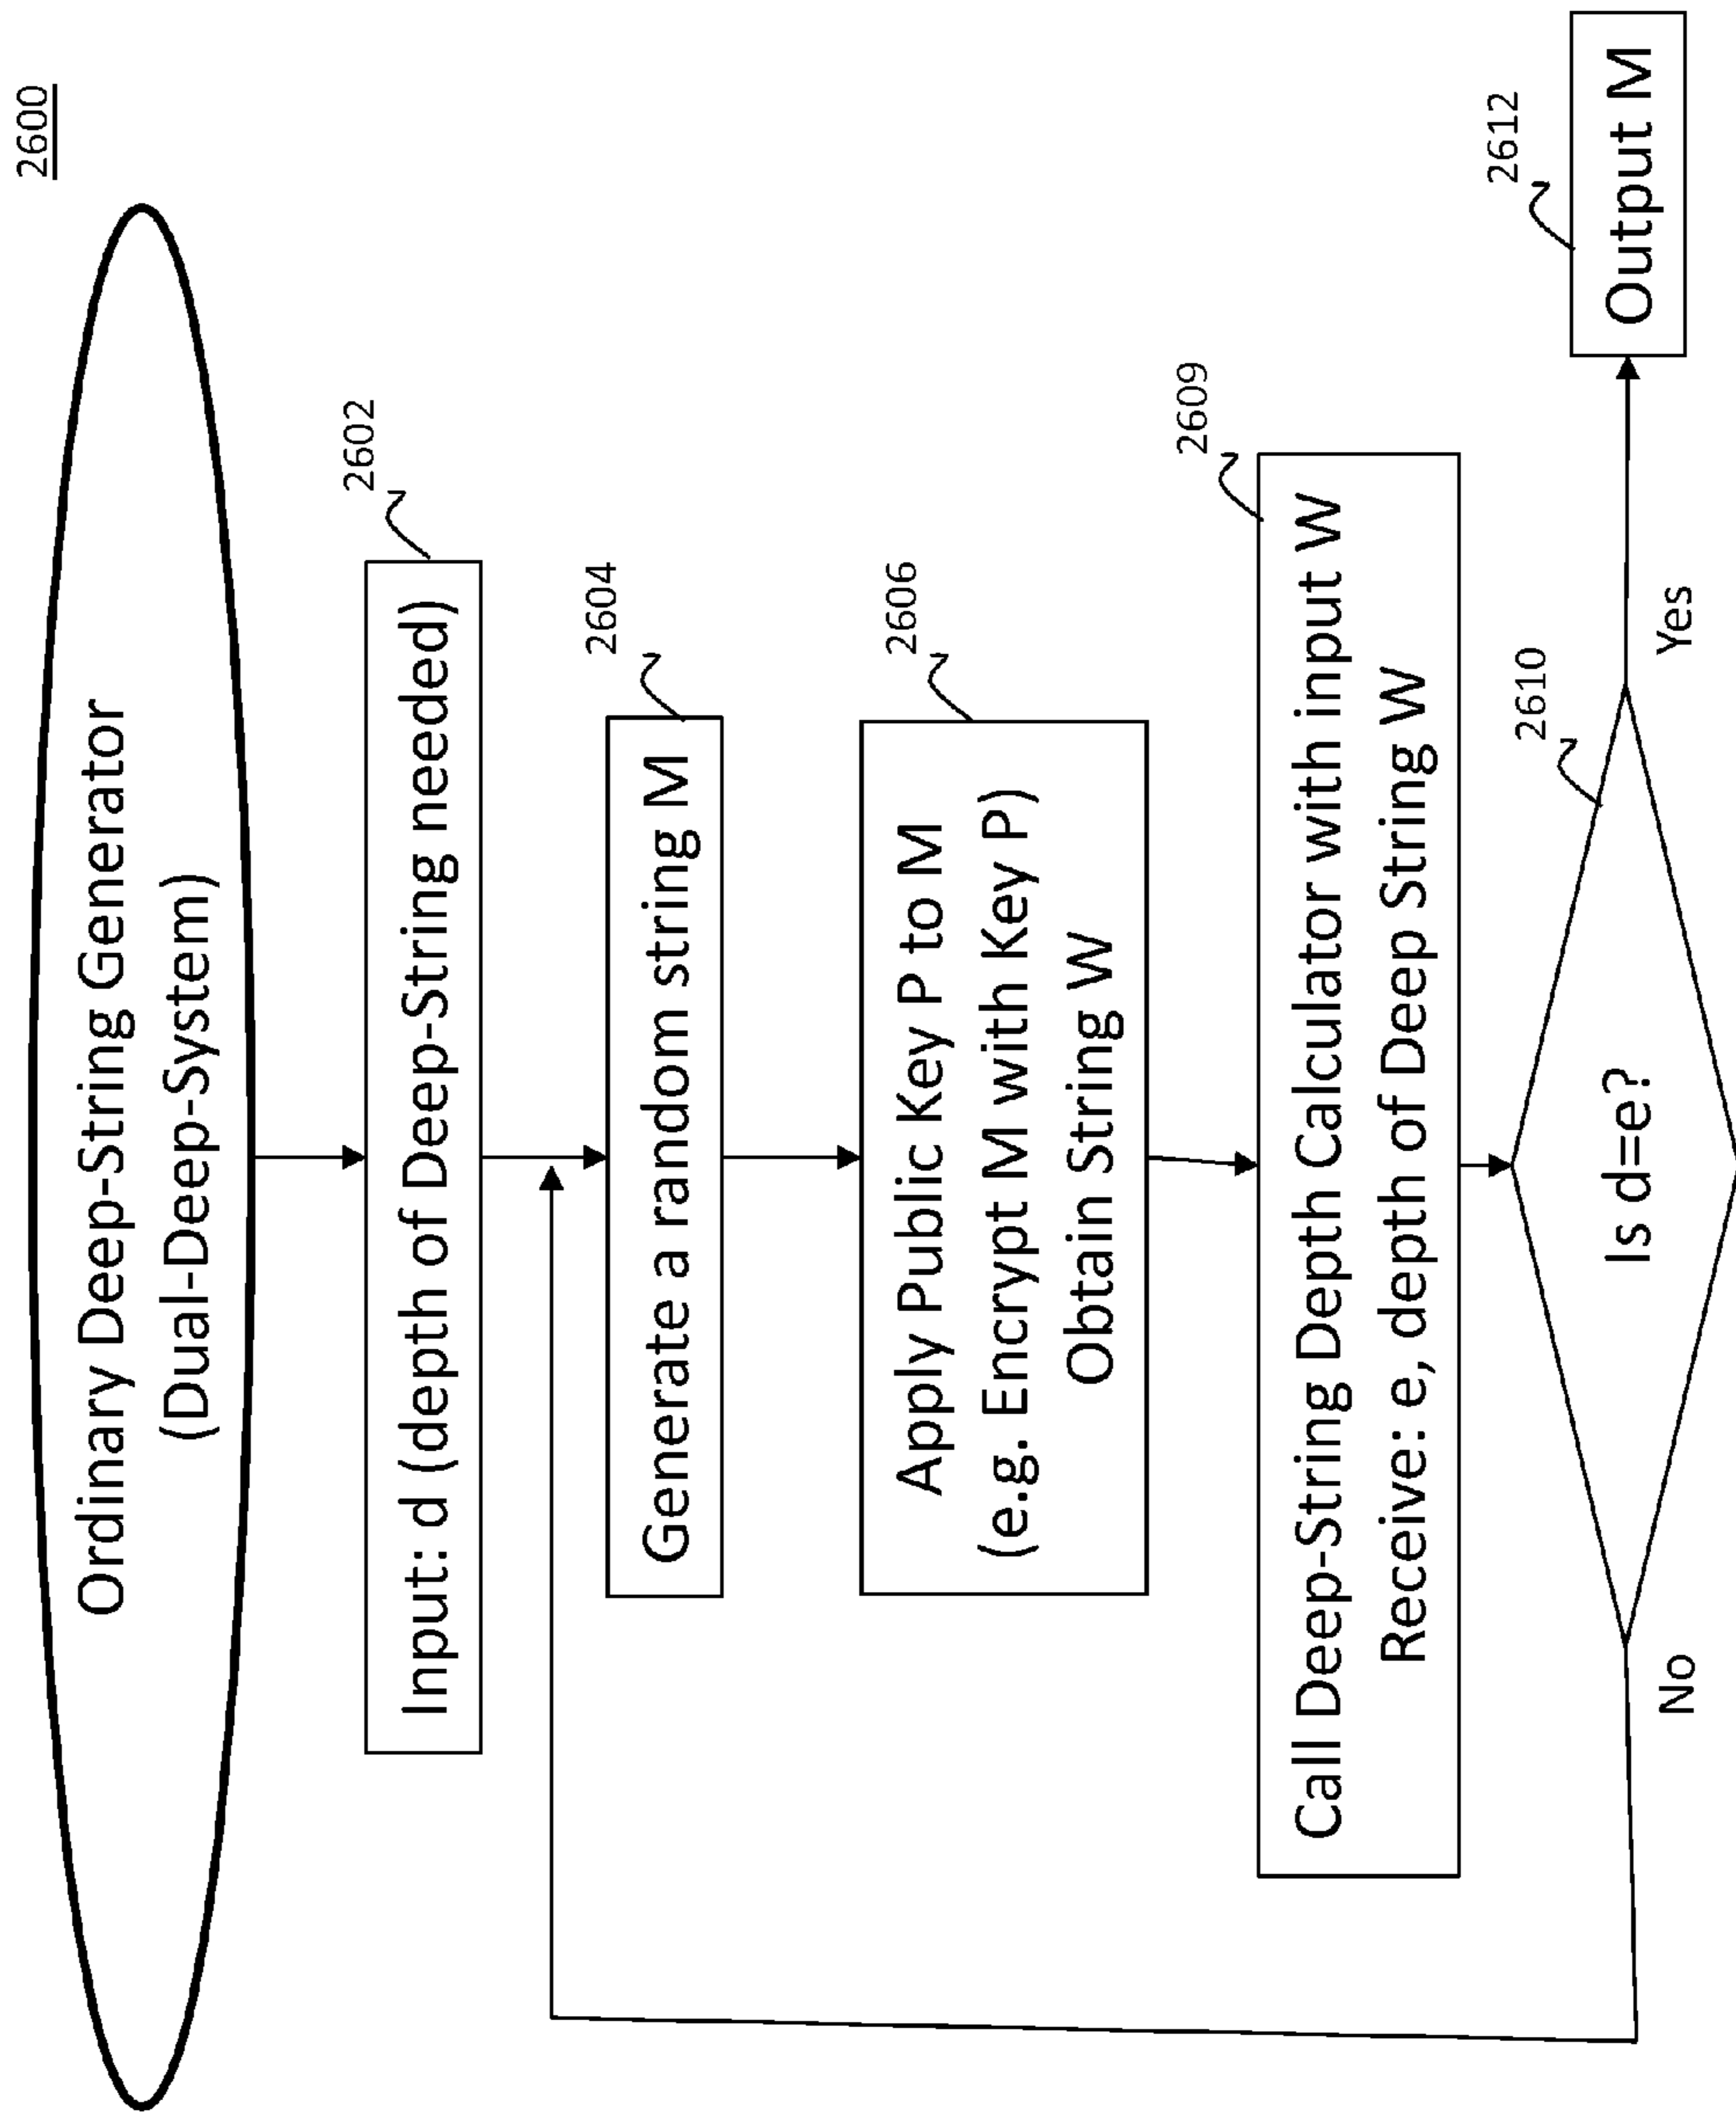 2600
Ordinary Deep-String Generator
(Dual-Deep-System)
2602
Input: d (depth of Deep-String needed)
2604
Generate a random string M
2606
Apply Public Key P to M
(e.g. Encrypt M with Key P)
Obtain String W
2609
Call Deep-String Depth Calculator with input W
Receive: e, depth of Deep String W
2610
Is d=e?
No
Yes
2612
Output M